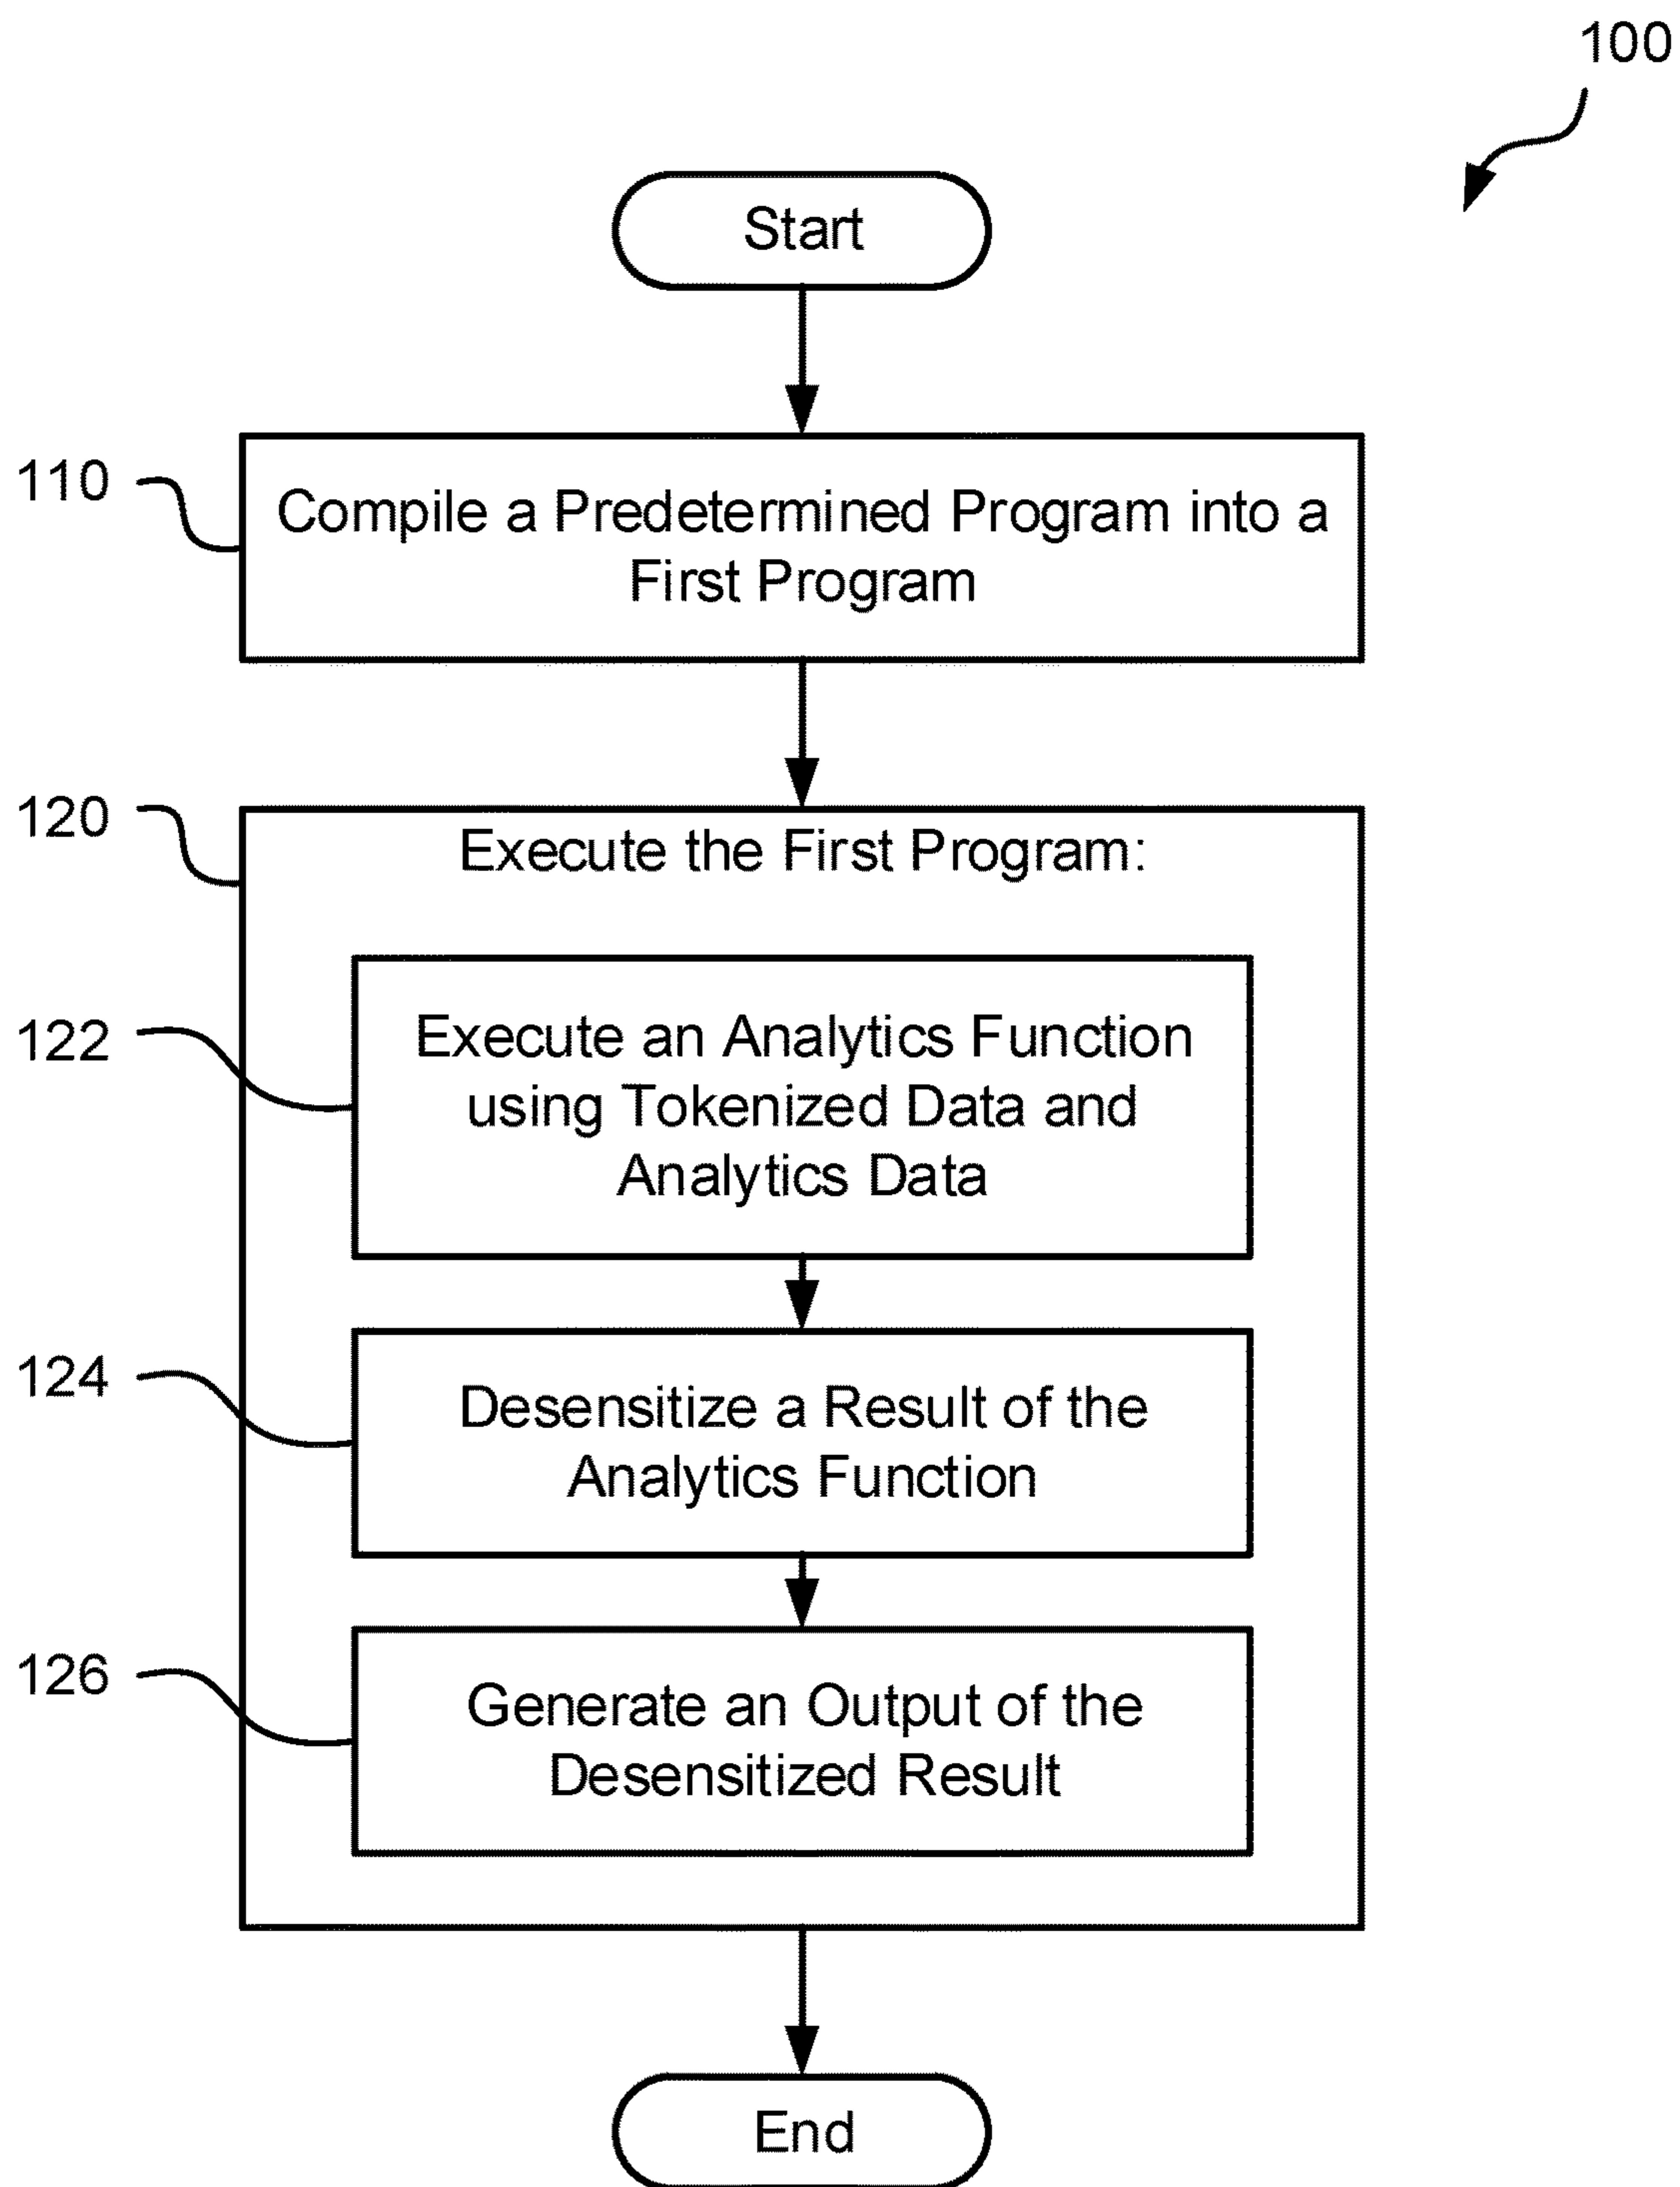 100
Start
110
Compile a Predetermined Program into a
First Program
120
Execute the First Program:
122
Execute an Analytics Function
using Tokenized Data and
Analytics Data
124
Desensitize a Result of the
Analytics Function
126
Generate an Output of the
Desensitized Result
End